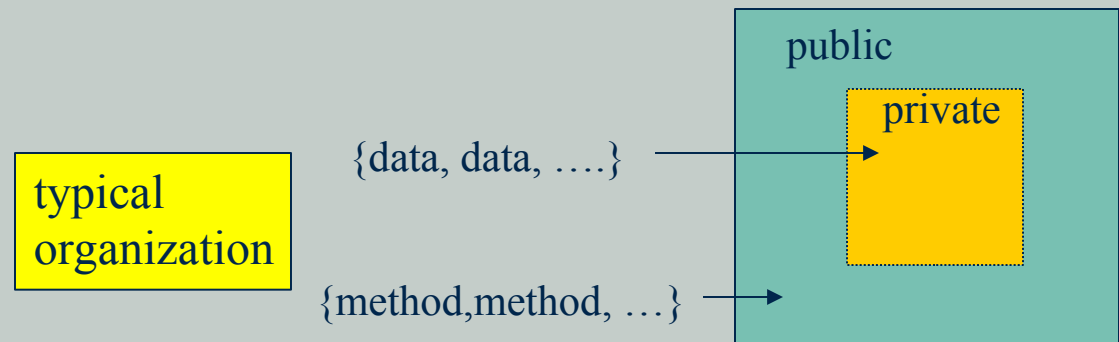 public
private
{data, data, ….}
typical
organization
{method,method, …}